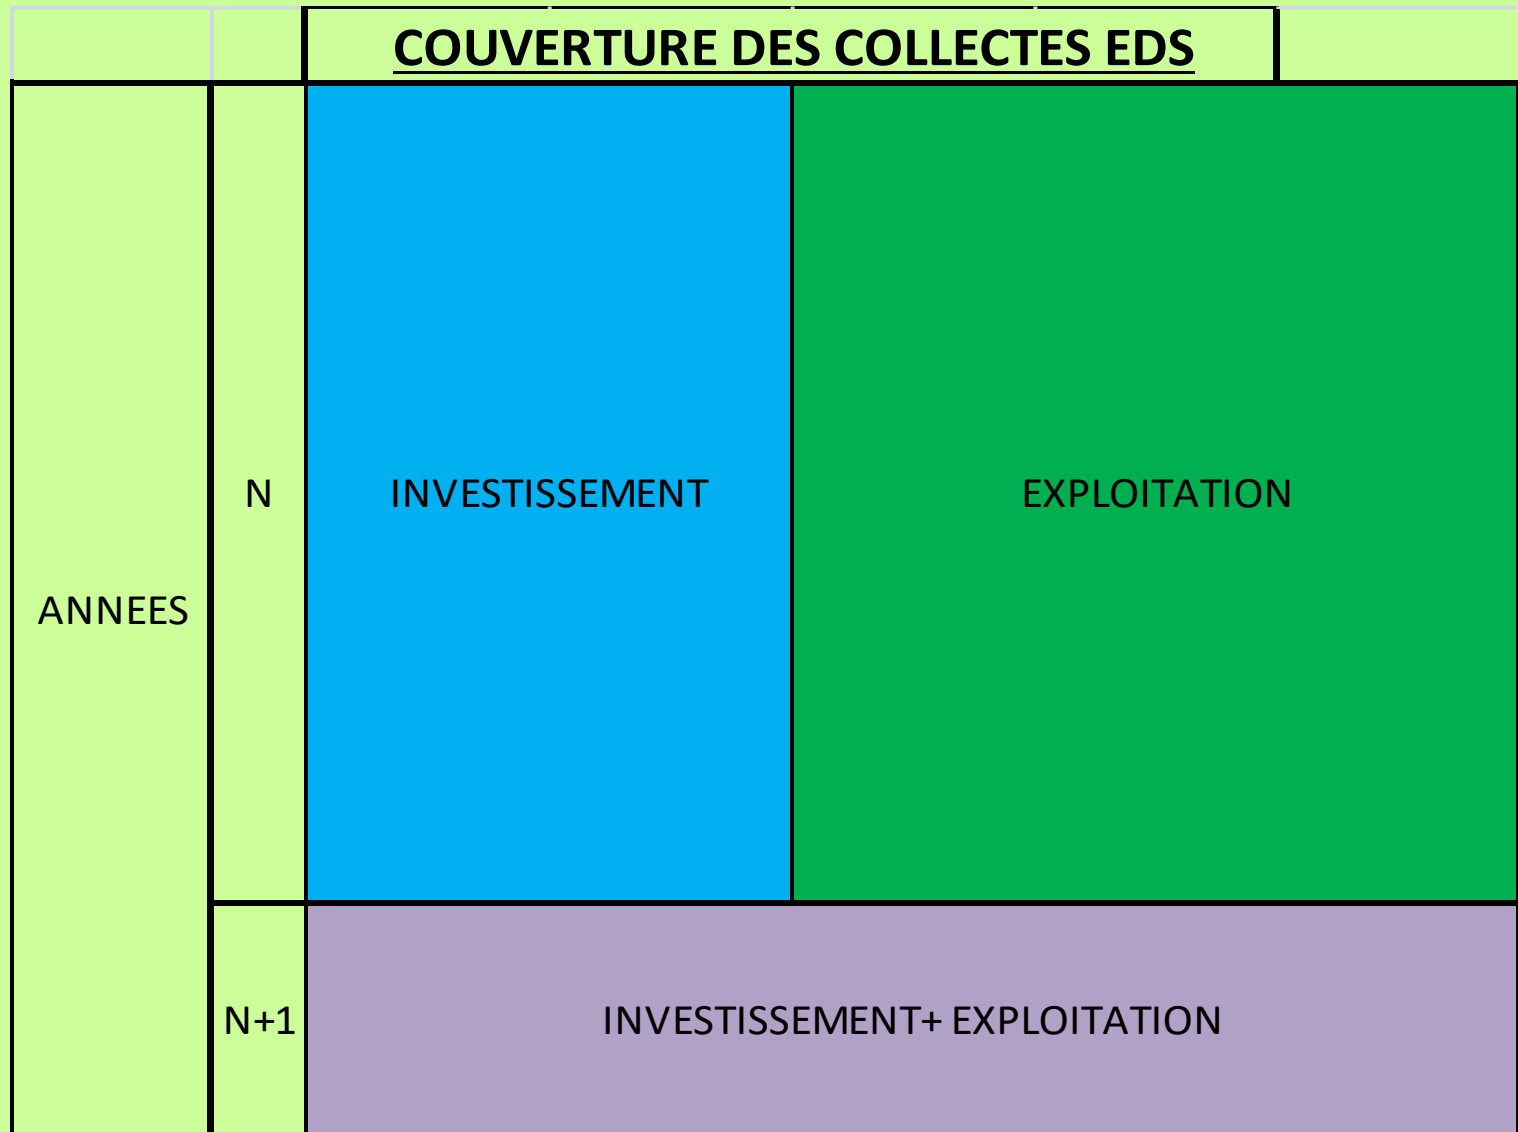 COUVERTURE DES COLLECTES EDS
ANNEES
N
INVESTISSEMENT
EXPLOITATION
N+1
INVESTISSEMENT+ EXPLOITATION